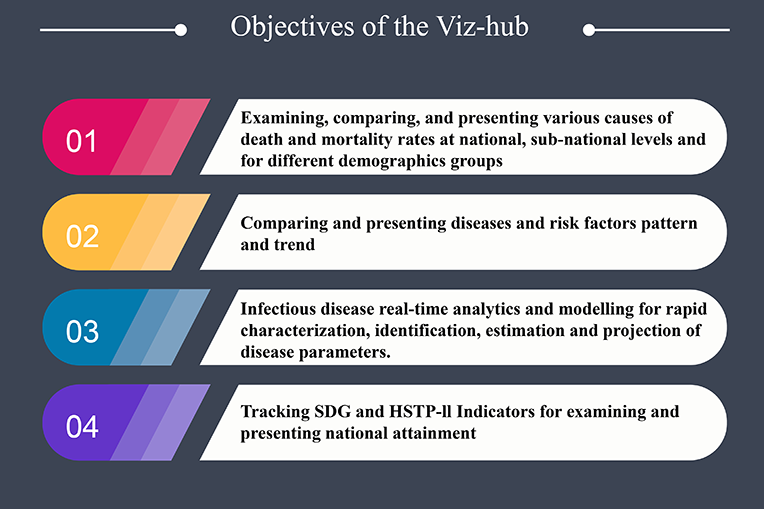 Objectives of the Viz-hub
01
Examining, comparing, and presenting various causes of
death and mortality rates at national, sub-national levels and
for different demographics groups
02
Comparing and presenting diseases and risk factors pattern
and trend
03
Infectious disease real-time analytics and modelling for rapid
characterization, identification, estimation and projection of
disease parameters.
04
Tracking SDG and HSTP-ll Indicators for examining and
presenting national attainment